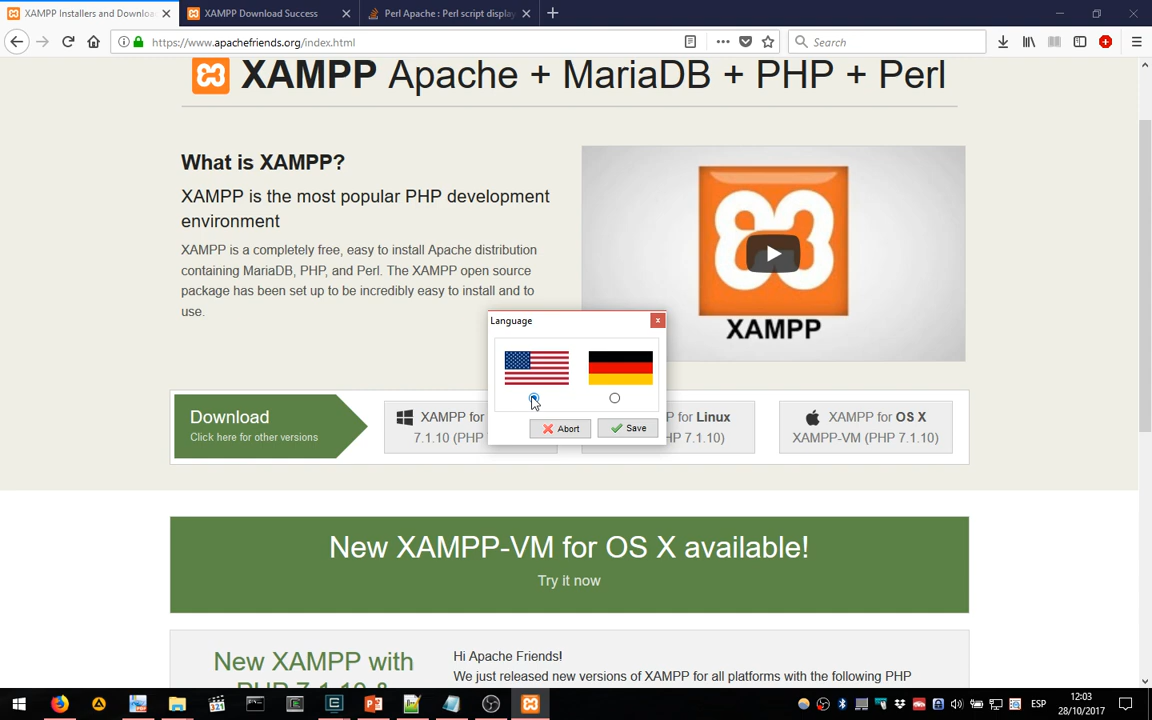 XAMPP Installers and Downloa
XAMPP Download Success
Perl Apache : Perl script display
https://www.apachefriends.org/index.html
Search
XAMPP Apache + MariaDB + PHP + Perl
What is XAMPP?
XAMPP is the most popular PHP development
environment
XAMPP is a completely free, easy to install Apache distribution
containing MariaDB, PHP, and Perl. The XAMPP open source
package has been set up to be incredibly easy to install and to
use.
XAMPP
Language
Abort
Save
Download
Click here for other versions
XAMPP for
7.1.10 (PHP
P for Linux
HP 7.1.10)
XAMPP for OS X
XAMPP-VM (PHP 7.1.10)
New XAMPP-VM for OS X available!
Try it now
New XAMPP with
PHP 7.1.10 &
Hi Apache Friends!
We just released new versions of XAMPP for all platforms with the following PHP
321
ESP
12:03
28/10/2017